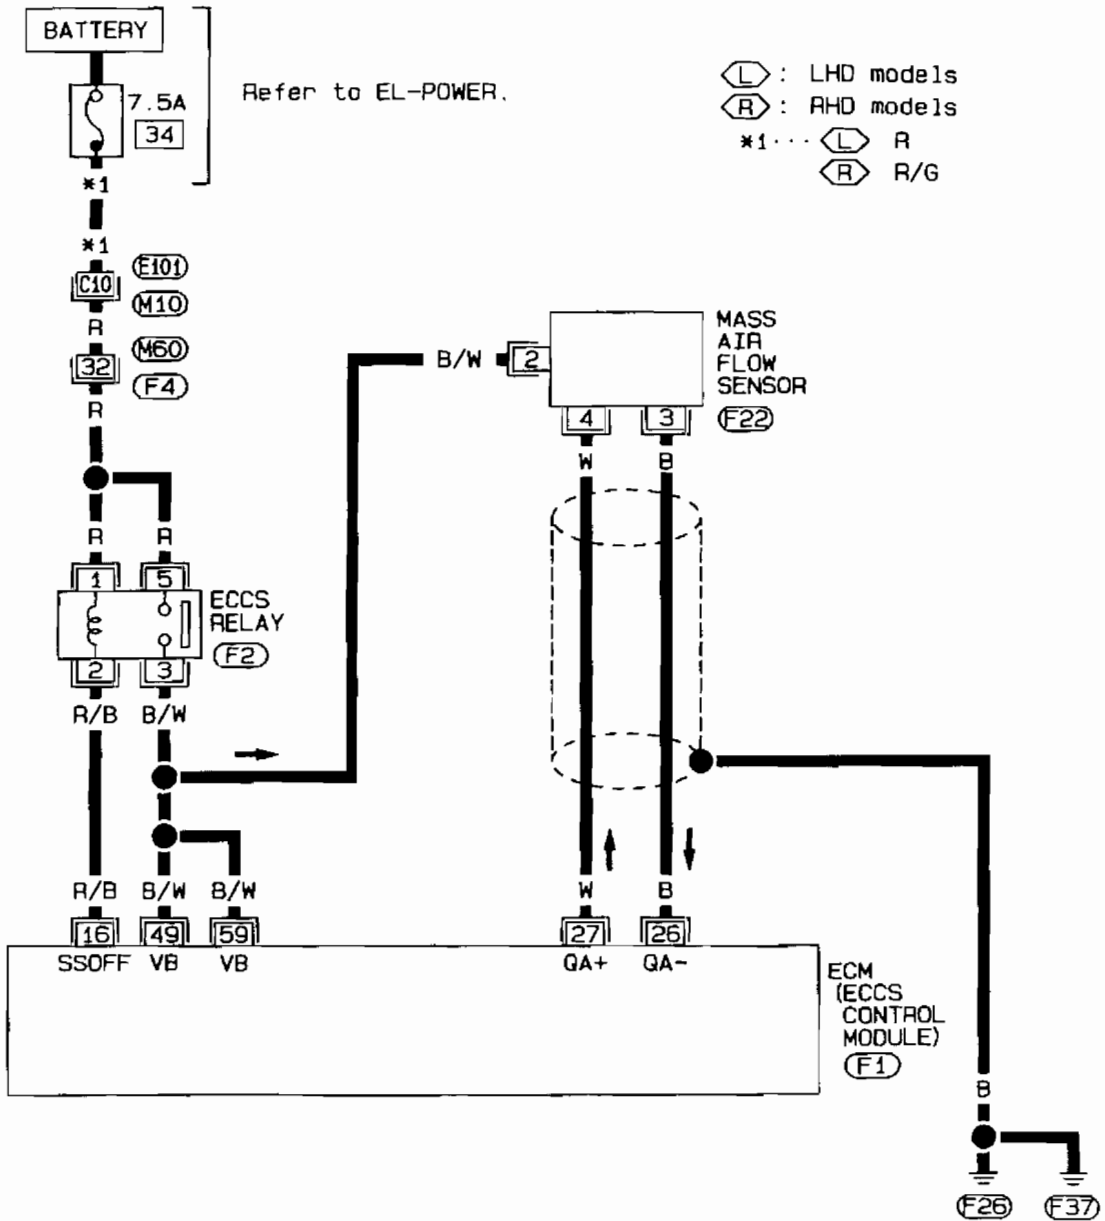 BATTERY
7.5A
34
Refer to EL-POWER.
L : LHD models
R : RHD models
*1··· L R
R R/G
*1
*1
C10
E101
M10
R
32
M60
F4
R
R R
1 5
ECCS
RELAY
F2
2 3
R/B B/W
B/W
2
MASS
AIR
FLOW
SENSOR
F22
4 3
W B
R/B B/W B/W
W B
16 49 59
27 26
SSOFF VB VB
QA+ QA-
ECM
(ECCS
CONTROL
MODULE)
F1
B
F26 F37